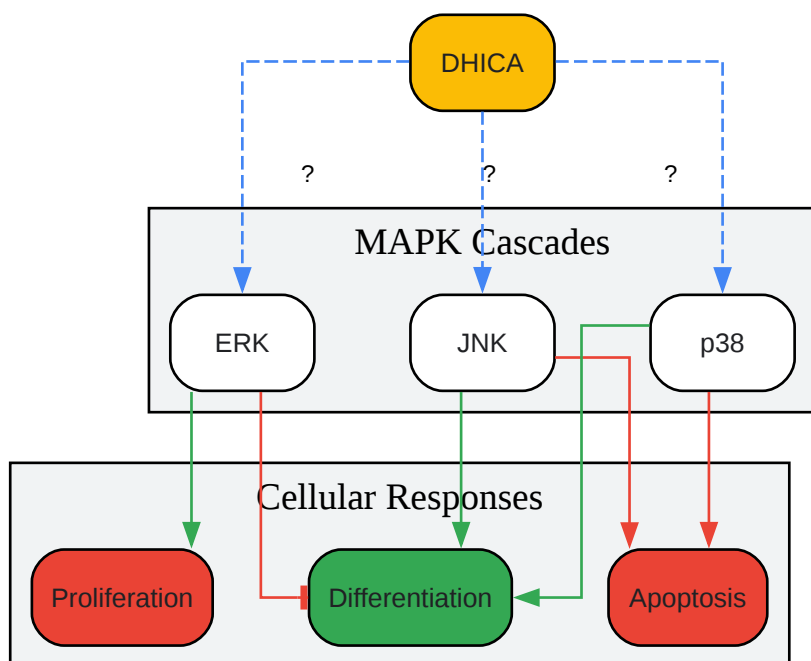 DHICA
? ? ?
MAPK Cascades
ERK JNK p38
Cellular Responses
Proliferation Differentiation Apoptosis